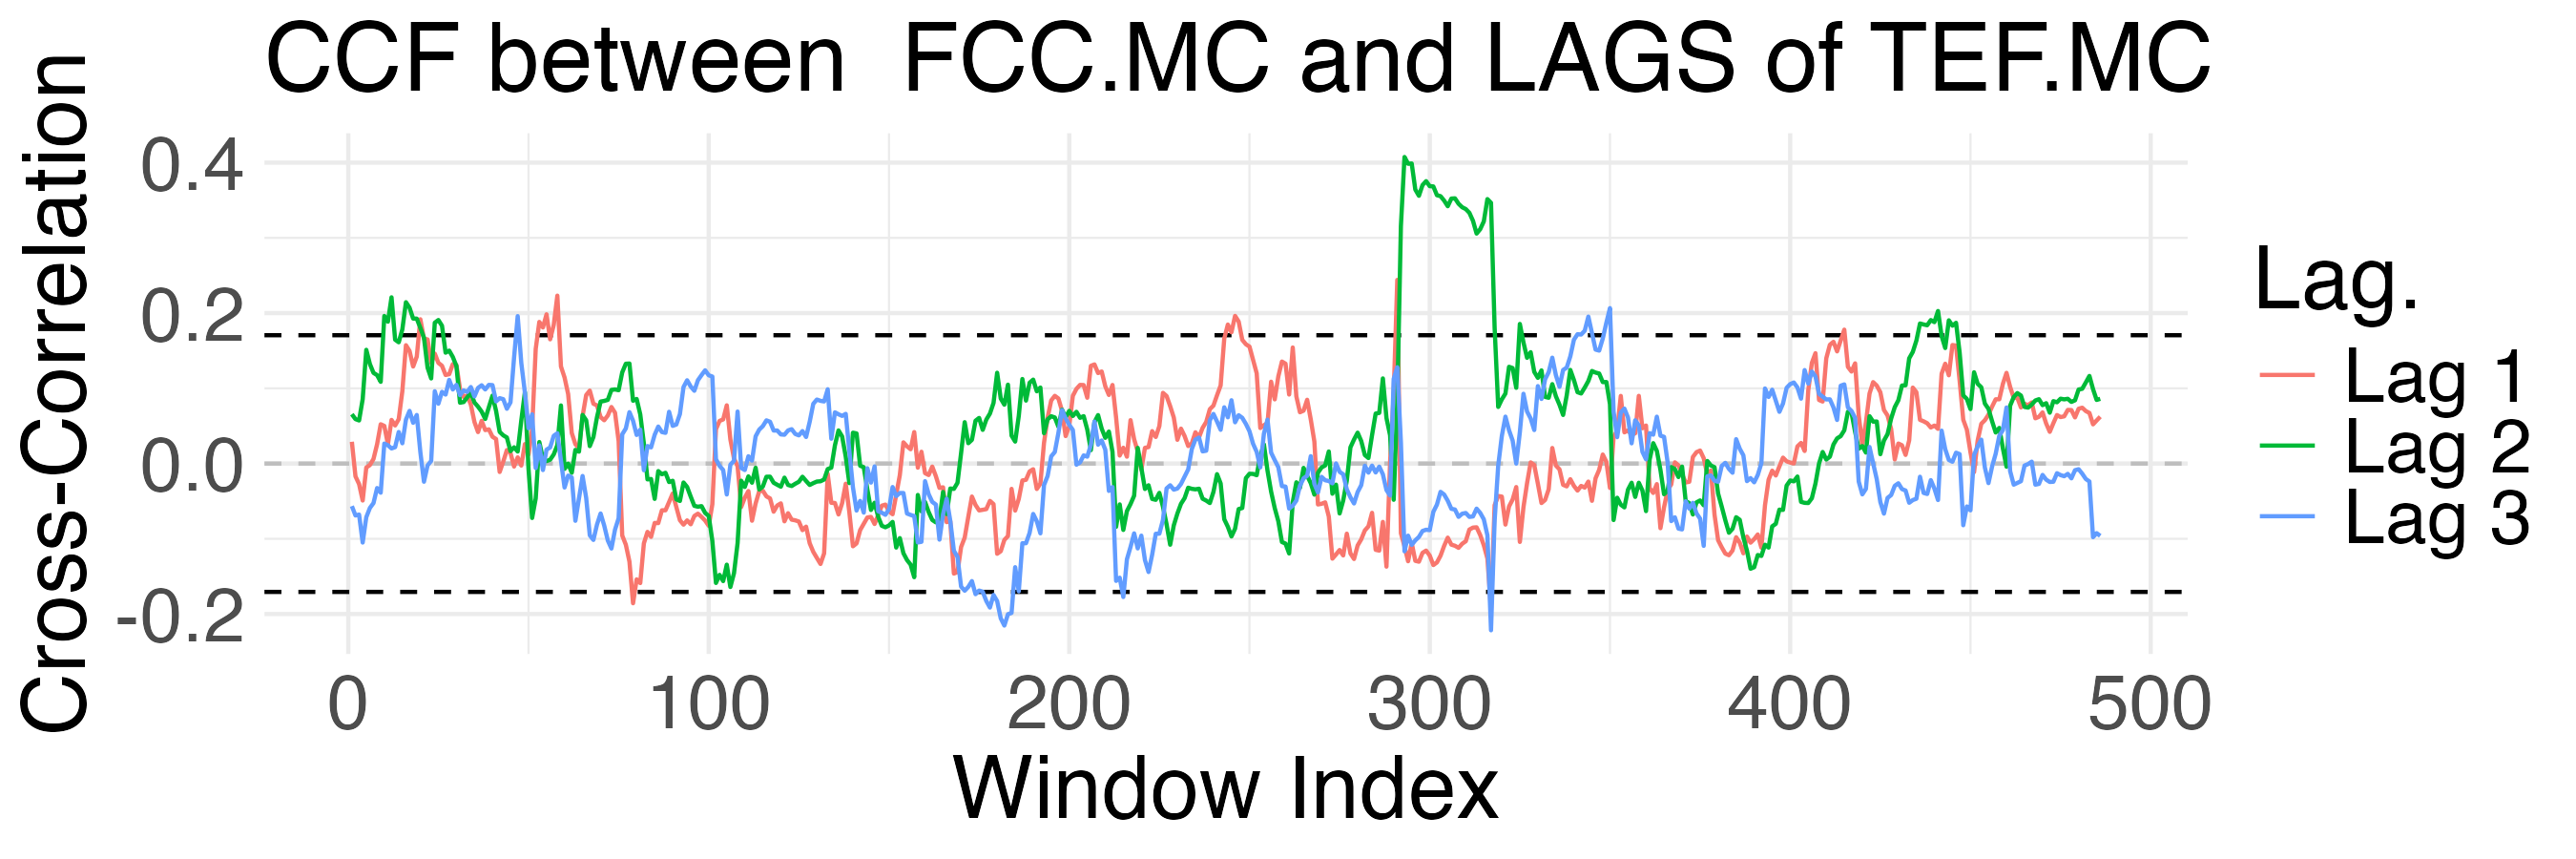 CCF between  FCC.MC and LAGS of TEF.MC
Cross-Correlation
0.4
0.2
0.0
-0.2
0 100 200 300 400 500
Window Index
Lag.
Lag 1
Lag 2
Lag 3